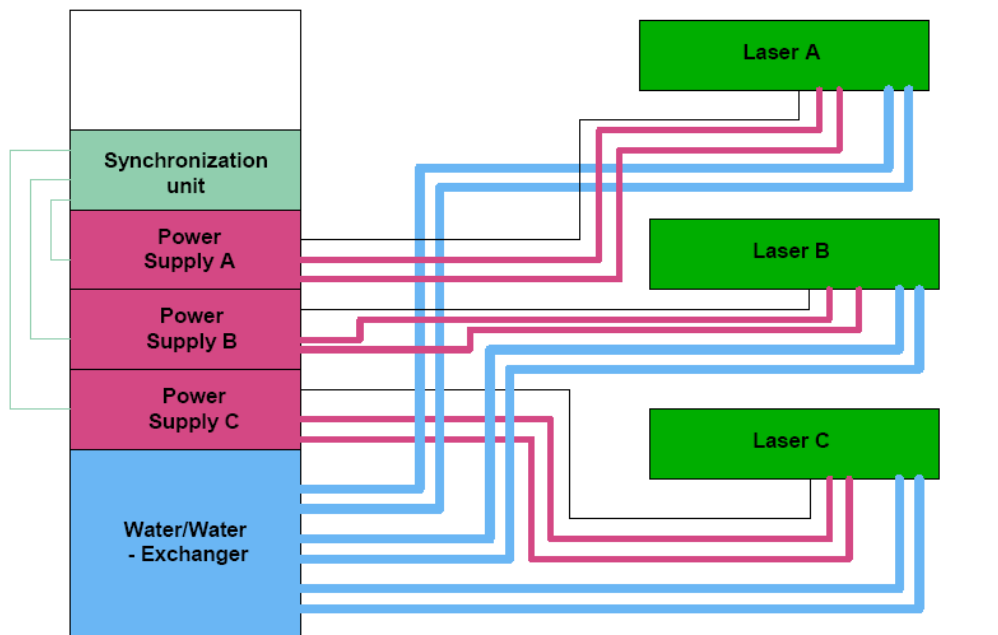 Laser A
Synchronization
unit
Power
Supply A
Laser B
Power
Supply B
Power
Supply C
Laser C
Water/Water
- Exchanger